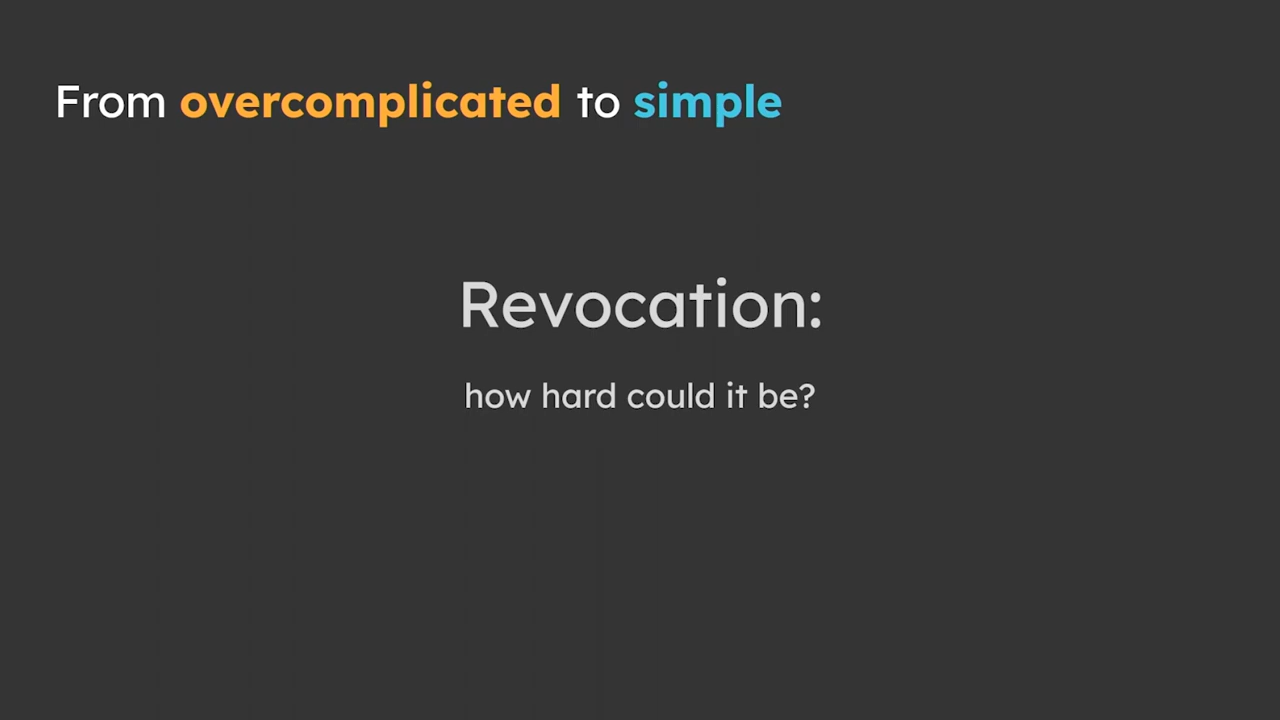 From overcomplicated to simple
Revocation:
how hard could it be?